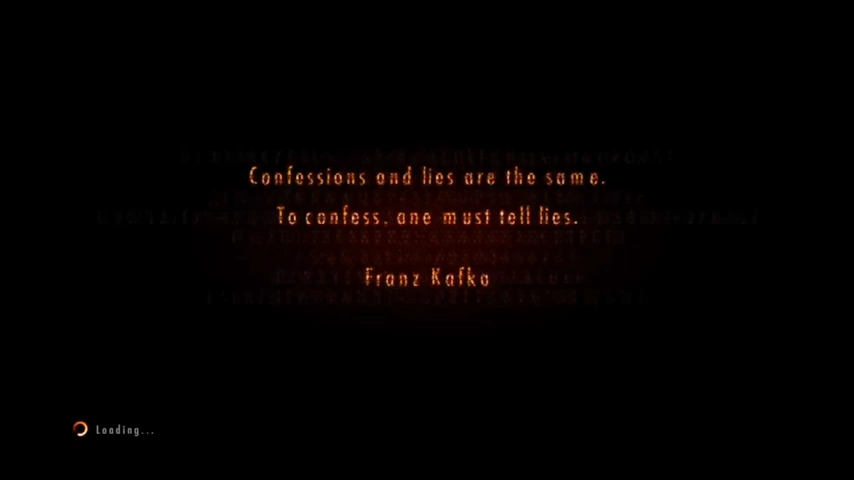 Confessions and lies are the same.
To confess, one must tell lies.
Franz Kafka
Loading...